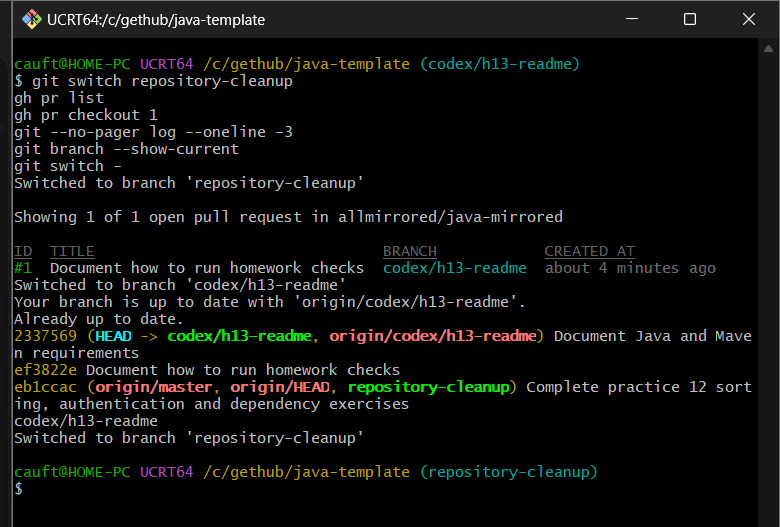 UCRT64:/c/gethub/java-template
cauft@HOME-PC UCRT64 /c/gethub/java-template (codex/h13-readme)
$ git switch repository-cleanup
gh pr list
gh pr checkout 1
git --no-pager log --oneline -3
git branch --show-current
git switch -
Switched to branch 'repository-cleanup'
Showing 1 of 1 open pull request in allmirrored/java-mirrored
ID TITLE BRANCH CREATED AT
#1 Document how to run homework checks codex/h13-readme about 4 minutes ago
Switched to branch 'codex/h13-readme'
Your branch is up to date with 'origin/codex/h13-readme'.
Already up to date.
2337569 (HEAD -> codex/h13-readme, origin/codex/h13-readme) Document Java and Mave
n requirements
ef3822e Document how to run homework checks
eb1ccac (origin/master, origin/HEAD, repository-cleanup) Complete practice 12 sort
ing, authentication and dependency exercises
codex/h13-readme
Switched to branch 'repository-cleanup'
cauft@HOME-PC UCRT64 /c/gethub/java-template (repository-cleanup)
$